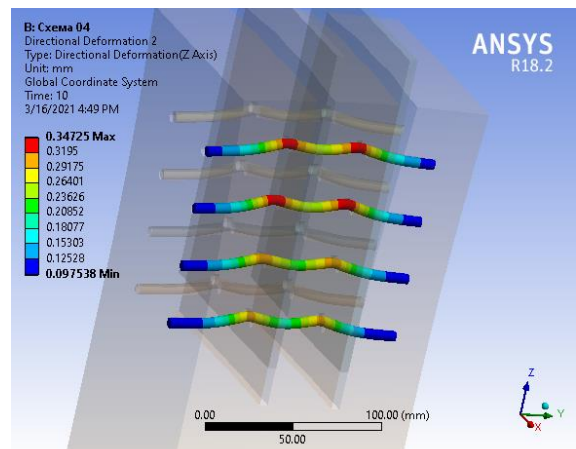 B: Схема 04
Directional Deformation 2
Type: Directional Deformation(Z Axis)
Unit: mm
Global Coordinate System
Time: 10
3/16/2021 4:49 PM
ANSYS
R18.2
0.34725 Max
0.3195
0.29175
0.26401
0.23626
0.20852
0.18077
0.15303
0.12528
0.097538 Min
0.00
100.00 (mm)
50.00
Z
Y
X